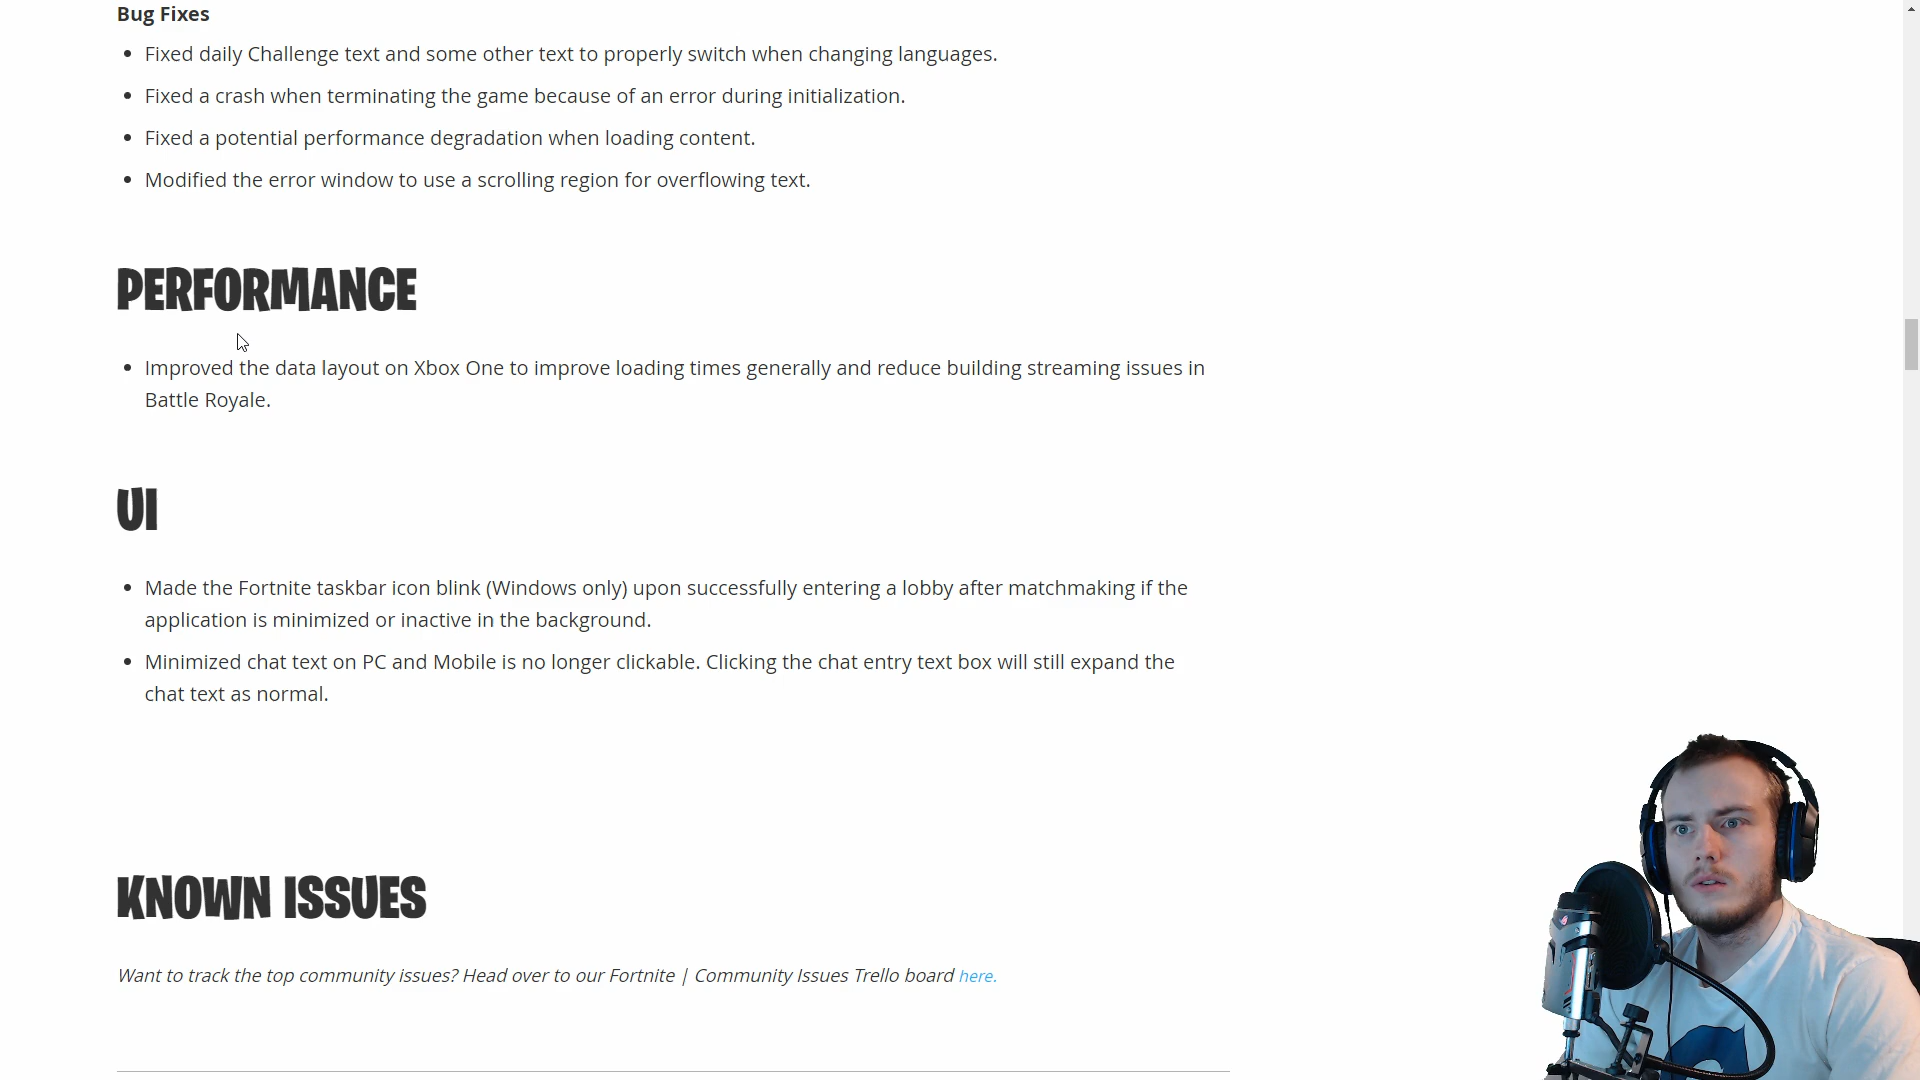 Bug Fixes
Fixed daily Challenge text and some other text to properly switch when changing languages.
Fixed a crash when terminating the game because of an error during initialization.
Fixed a potential performance degradation when loading content.
Modified the error window to use a scrolling region for overflowing text.
PERFORMANCE
Improved the data layout on Xbox One to improve loading times generally and reduce building streaming issues in
Battle Royale.
UI
Made the Fortnite taskbar icon blink (Windows only) upon successfully entering a lobby after matchmaking if the
application is minimized or inactive in the background.
Minimized chat text on PC and Mobile is no longer clickable. Clicking the chat entry text box will still expand the
chat text as normal.
KNOWN ISSUES
Want to track the top community issues? Head over to our Fortnite | Community Issues Trello board here.